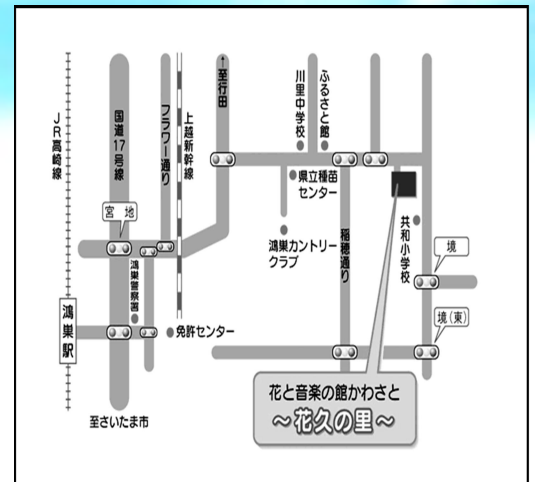 JR高崎線
国道17号線
フラワー通り
上越新幹線
↑至行田
川里中学校
ふるさと館
県立種苗
センター
鴻巣カントリー
クラブ
稲穂通り
共和小学校
宮地
境
境(東)
鴻巣警察署
鴻巣駅
免許センター
至さいたま市
花と音楽の館かわさと
～花久の里～